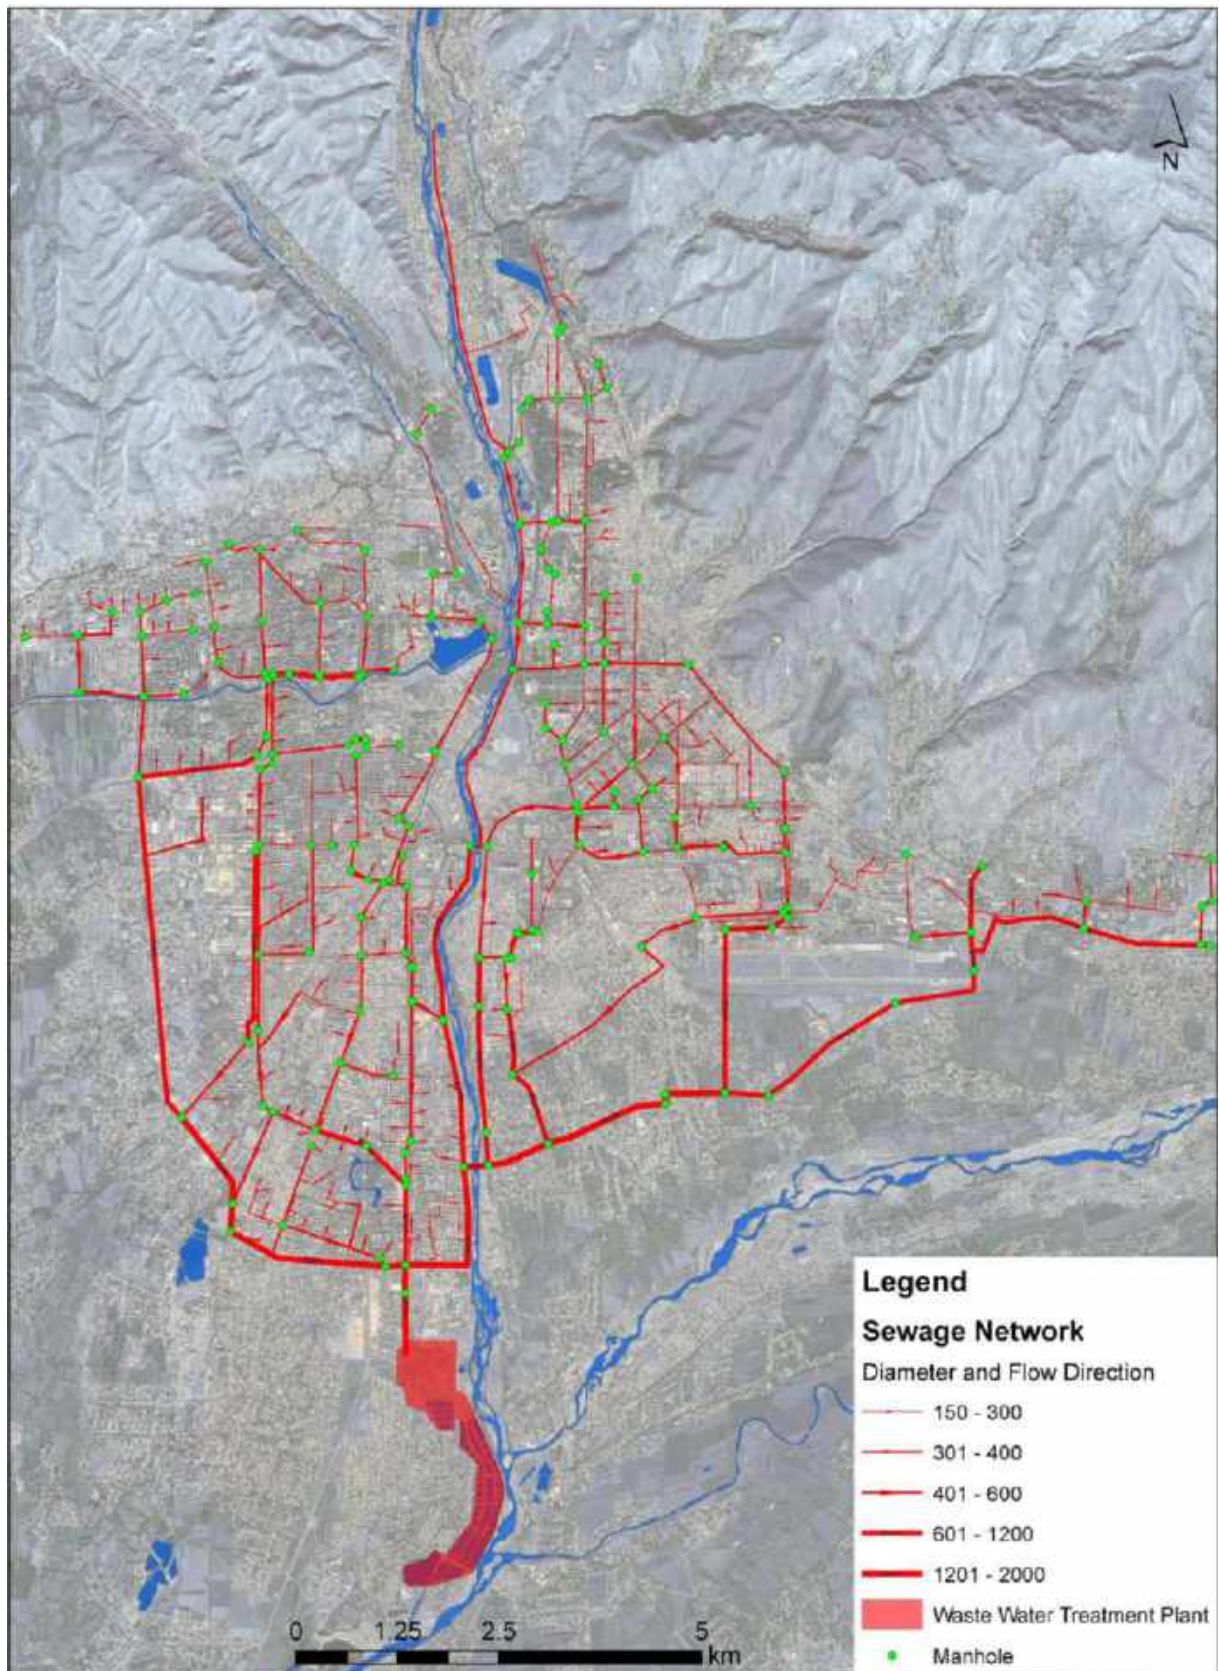 N
Legend
Sewage Network
Diameter and Flow Direction
150 - 300
301 - 400
401 - 600
601 - 1200
1201 - 2000
Waste Water Treatment Plant
Manhole
0 1.25 2.5 5
km